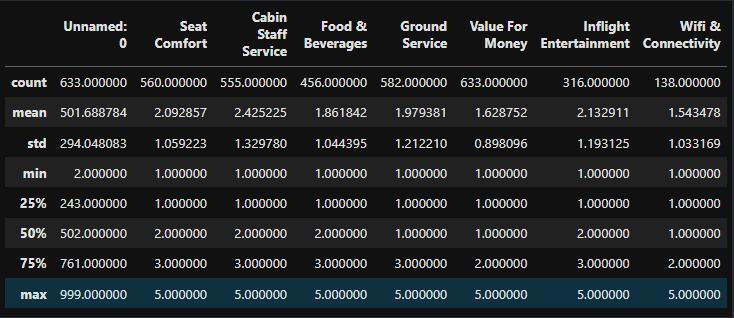 Unnamed: 0 Seat Comfort Cabin Staff Service Food & Beverages Ground Service Value For Money Inflight Entertainment Wifi & Connectivity
count 633.000000 560.000000 555.000000 456.000000 582.000000 633.000000 316.000000 138.000000
mean 501.688784 2.092857 2.425225 1.861842 1.979381 1.628752 2.132911 1.543478
std 294.048083 1.059223 1.329780 1.044395 1.212210 0.898096 1.193125 1.033169
min 2.000000 1.000000 1.000000 1.000000 1.000000 1.000000 1.000000 1.000000
25% 243.000000 1.000000 1.000000 1.000000 1.000000 1.000000 1.000000 1.000000
50% 502.000000 2.000000 2.000000 2.000000 1.000000 1.000000 2.000000 1.000000
75% 761.000000 3.000000 3.000000 3.000000 3.000000 2.000000 3.000000 2.000000
max 999.000000 5.000000 5.000000 5.000000 5.000000 5.000000 5.000000 5.000000